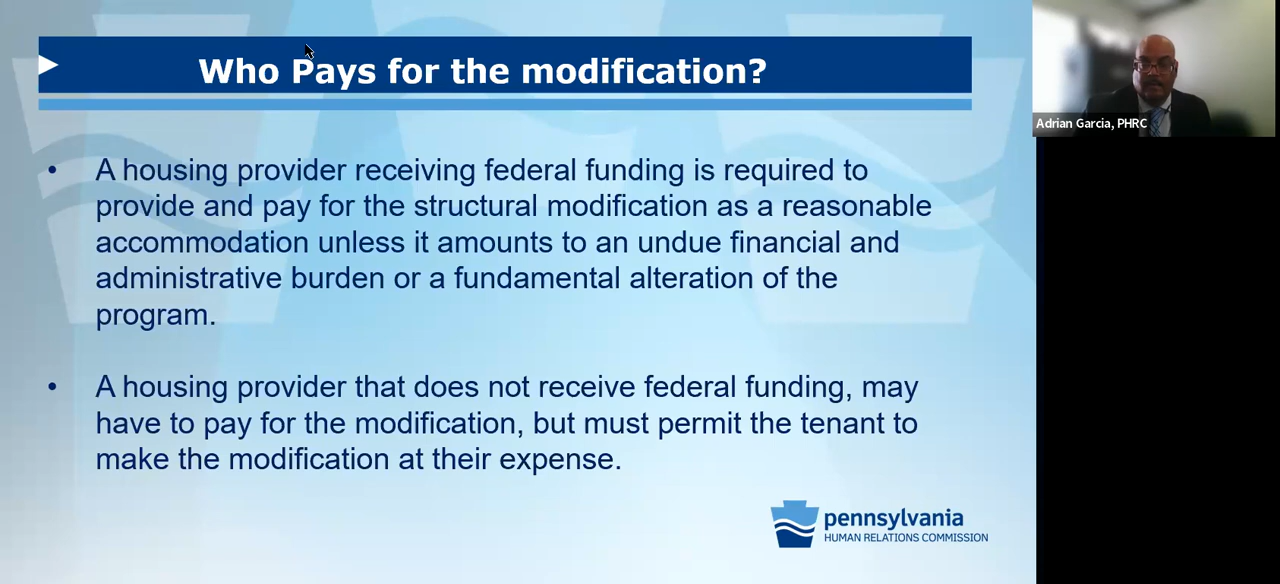 Who Pays for the modification?
• A housing provider receiving federal funding is required to
provide and pay for the structural modification as a reasonable
accommodation unless it amounts to an undue financial and
administrative burden or a fundamental alteration of the
program.
• A housing provider that does not receive federal funding, may
have to pay for the modification, but must permit the tenant to
make the modification at their expense.
pennsylvania
HUMAN RELATIONS COMMISSION
Adrian Garcia, PHRC